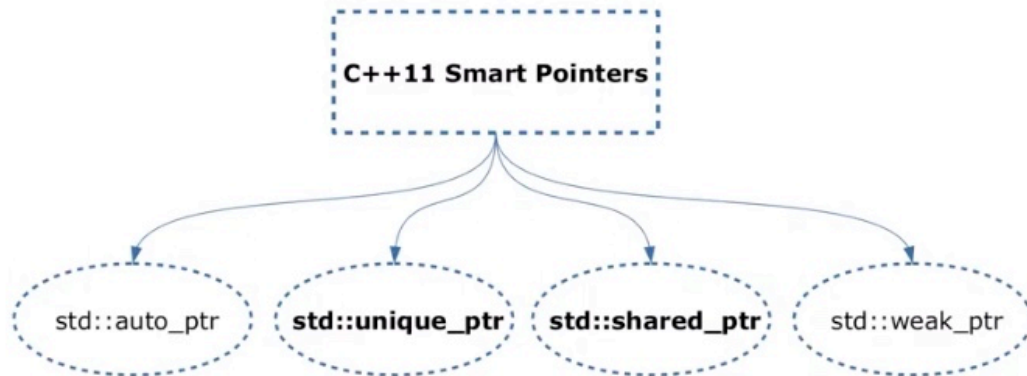 C++11 Smart Pointers
std::auto_ptr
std::unique_ptr
std::shared_ptr
std::weak_ptr